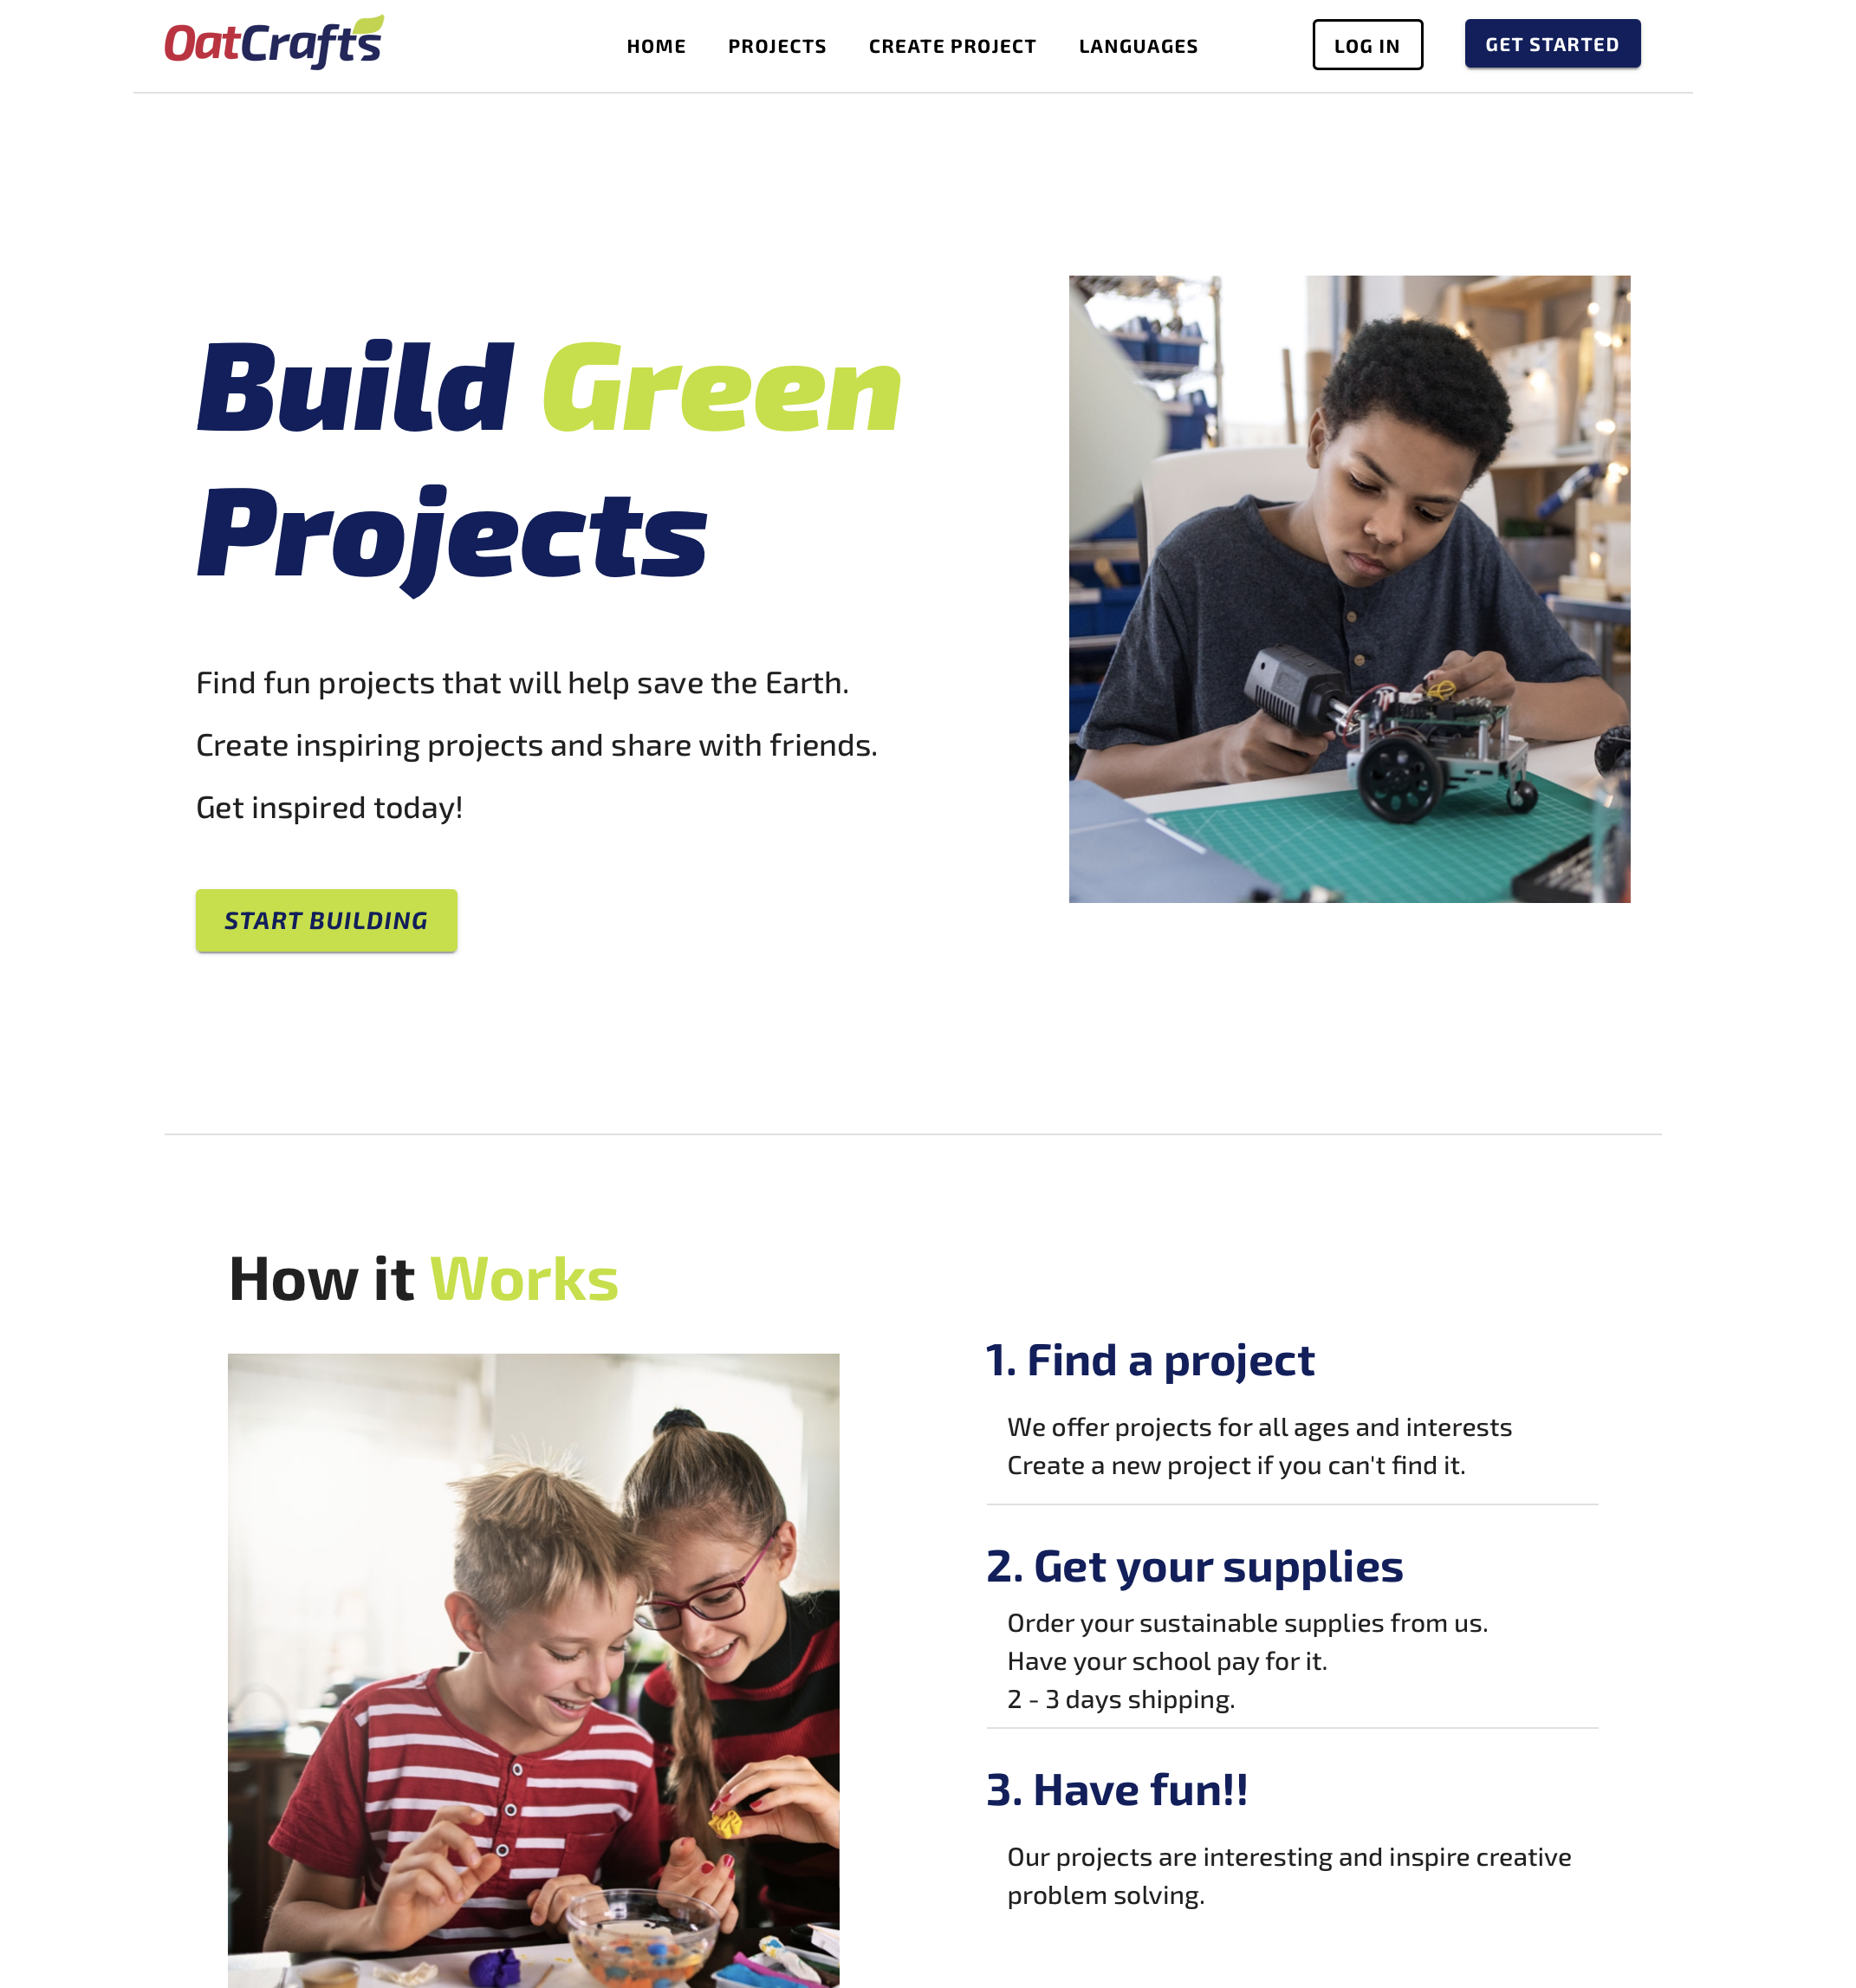 OatCrafts
HOME PROJECTS CREATE PROJECT LANGUAGES LOG IN GET STARTED
Build Green
Projects
Find fun projects that will help save the Earth.
Create inspiring projects and share with friends.
Get inspired today!
START BUILDING
How it Works
1. Find a project
We offer projects for all ages and interests
Create a new project if you can't find it.
2. Get your supplies
Order your sustainable supplies from us.
Have your school pay for it.
2 - 3 days shipping.
3. Have fun!!
Our projects are interesting and inspire creative
problem solving.